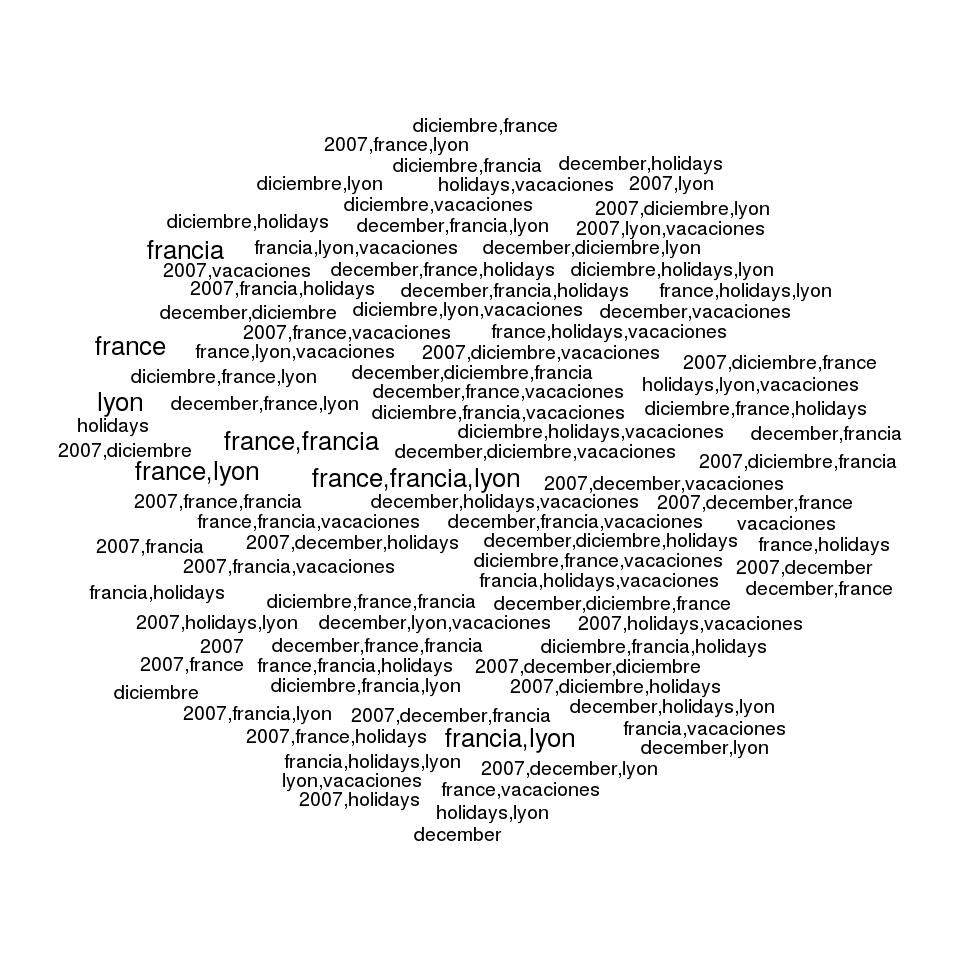 diciembre,france
2007,france,lyon
diciembre,francia december,holidays
diciembre,lyon holidays,vacaciones 2007,lyon
diciembre,vacaciones 2007,diciembre,lyon
diciembre,holidays december,francia,lyon 2007,lyon,vacaciones
francia francia,lyon,vacaciones december,diciembre,lyon
2007,vacaciones december,france,holidays diciembre,holidays,lyon
2007,francia,holidays december,francia,holidays france,holidays,lyon
december,diciembre diciembre,lyon,vacaciones december,vacaciones
2007,france,vacaciones france,holidays,vacaciones
france france,lyon,vacaciones 2007,diciembre,vacaciones 2007,diciembre,france
diciembre,france,lyon december,diciembre,francia holidays,lyon,vacaciones
lyon december,france,lyon december,france,vacaciones diciembre,france,holidays
holidays diciembre,francia,vacaciones
france,francia diciembre,holidays,vacaciones december,francia
2007,diciembre december,diciembre,vacaciones 2007,diciembre,francia
france,lyon france,francia,lyon 2007,december,vacaciones
2007,france,francia december,holidays,vacaciones 2007,december,france
france,francia,vacaciones december,francia,vacaciones vacaciones
2007,francia 2007,december,holidays december,diciembre,holidays france,holidays
2007,francia,vacaciones diciembre,france,vacaciones 2007,december
francia,holidays francia,holidays,vacaciones december,france
diciembre,france,francia december,diciembre,france
2007,holidays,lyon december,lyon,vacaciones 2007,holidays,vacaciones
2007 december,france,francia diciembre,francia,holidays
2007,france france,francia,holidays 2007,december,diciembre
diciembre diciembre,francia,lyon 2007,diciembre,holidays
2007,francia,lyon 2007,december,francia december,holidays,lyon
2007,france,holidays francia,lyon francia,vacaciones
december,lyon
francia,holidays,lyon 2007,december,lyon
lyon,vacaciones france,vacaciones
2007,holidays
holidays,lyon
december